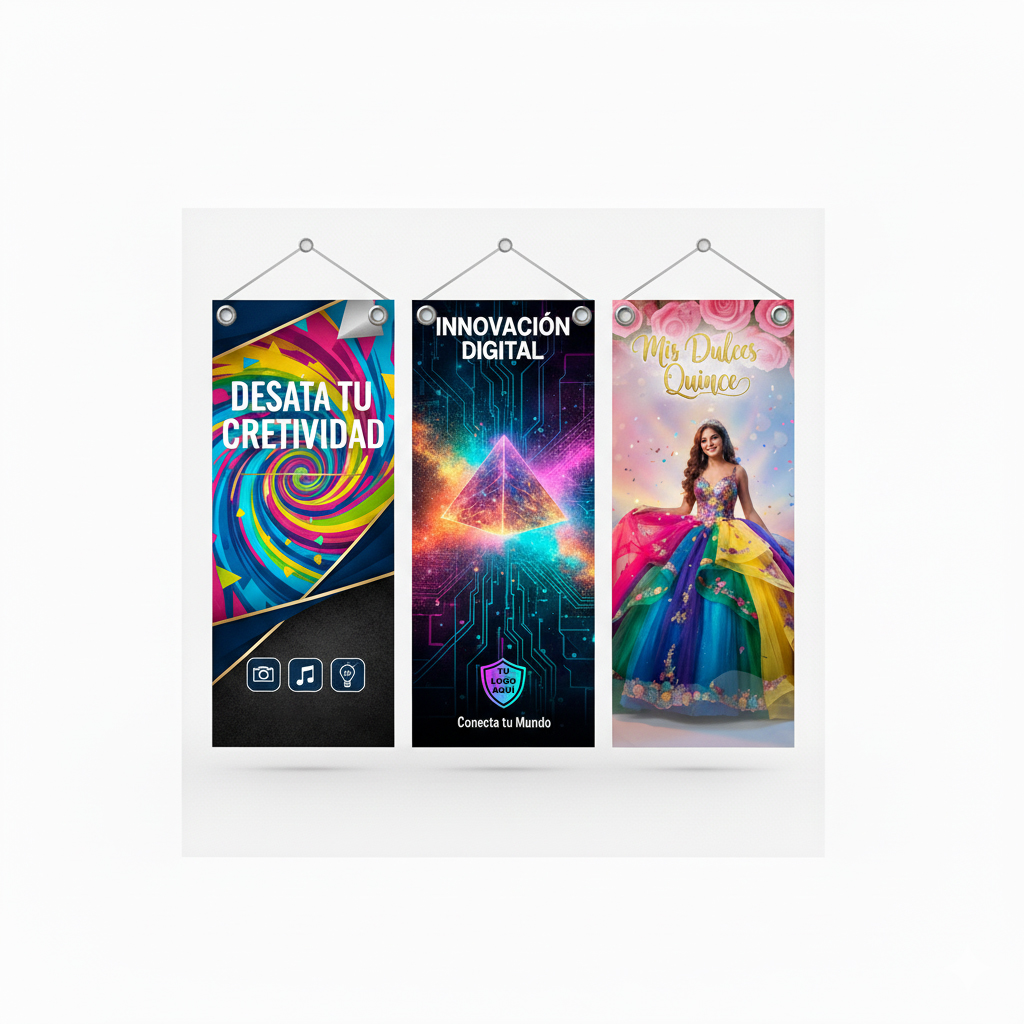 DESATA TU
CRETIVIDAD
INNOVACIÓN
DIGITAL
TU
LOGO
AQUÍ
Conecta tu Mundo
Mis Dulces
Quince